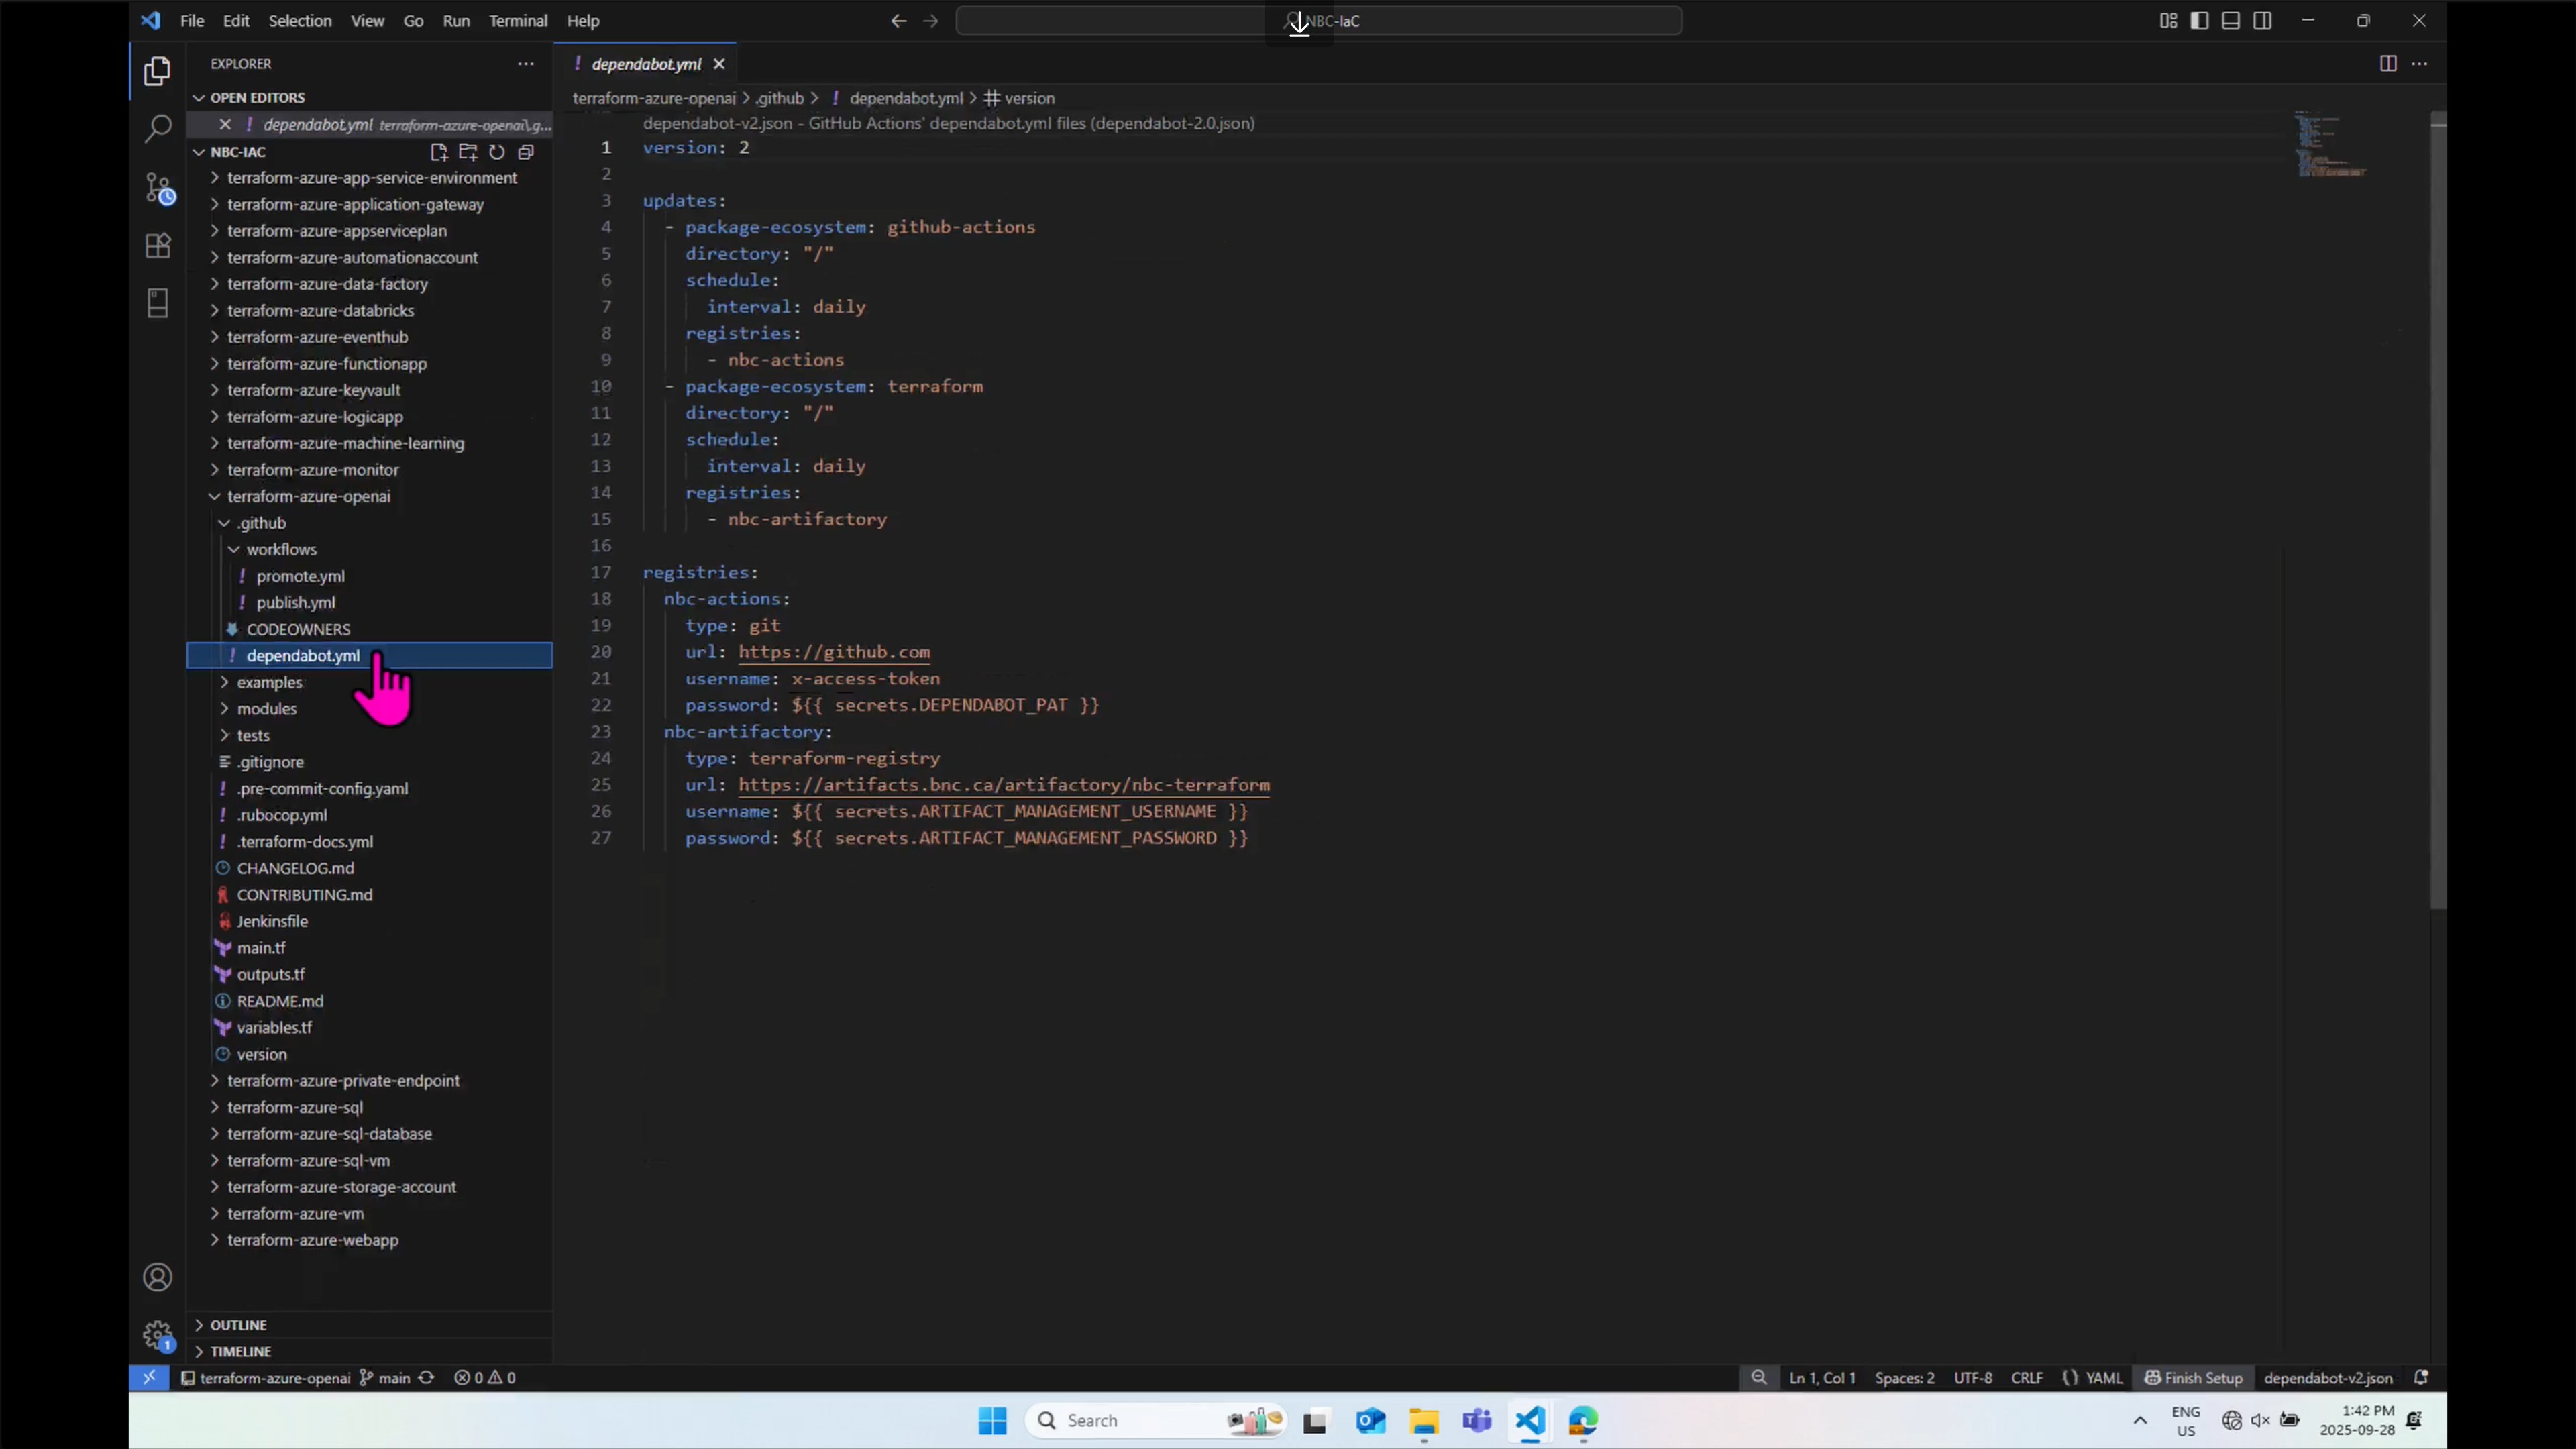 File Edit Selection View Go Run Terminal Help
NBC-IaC
EXPLORER
OPEN EDITORS
dependabot.yml terraform-azure-openai\.g...
NBC-IAC
terraform-azure-app-service-environment
terraform-azure-application-gateway
terraform-azure-appserviceplan
terraform-azure-automationaccount
terraform-azure-data-factory
terraform-azure-databricks
terraform-azure-eventhub
terraform-azure-functionapp
terraform-azure-keyvault
terraform-azure-logicapp
terraform-azure-machine-learning
terraform-azure-monitor
terraform-azure-openai
.github
workflows
promote.yml
publish.yml
CODEOWNERS
dependabot.yml
examples
modules
tests
.gitignore
.pre-commit-config.yaml
.rubocop.yml
.terraform-docs.yml
CHANGELOG.md
CONTRIBUTING.md
Jenkinsfile
main.tf
outputs.tf
README.md
variables.tf
version
terraform-azure-private-endpoint
terraform-azure-sql
terraform-azure-sql-database
terraform-azure-sql-vm
terraform-azure-storage-account
terraform-azure-vm
terraform-azure-webapp
OUTLINE
TIMELINE
dependabot.yml
terraform-azure-openai > .github > dependabot.yml > version
dependabot-v2.json - GitHub Actions' dependabot.yml files (dependabot-2.0.json)
1 version: 2
2
3 updates:
4 - package-ecosystem: github-actions
5 directory: "/"
6 schedule:
7 interval: daily
8 registries:
9 - nbc-actions
10 - package-ecosystem: terraform
11 directory: "/"
12 schedule:
13 interval: daily
14 registries:
15 - nbc-artifactory
16
17 registries:
18 nbc-actions:
19 type: git
20 url: https://github.com
21 username: x-access-token
22 password: ${{ secrets.DEPENDABOT_PAT }}
23 nbc-artifactory:
24 type: terraform-registry
25 url: https://artifacts.bnc.ca/artifactory/nbc-terraform
26 username: ${{ secrets.ARTIFACT_MANAGEMENT_USERNAME }}
27 password: ${{ secrets.ARTIFACT_MANAGEMENT_PASSWORD }}
1
terraform-azure-openai main 0 0
Ln 1, Col 1 Spaces: 2 UTF-8 CRLF { } YAML Finish Setup dependabot-v2.json
Search
ENG
US
1:42 PM
2025-09-28